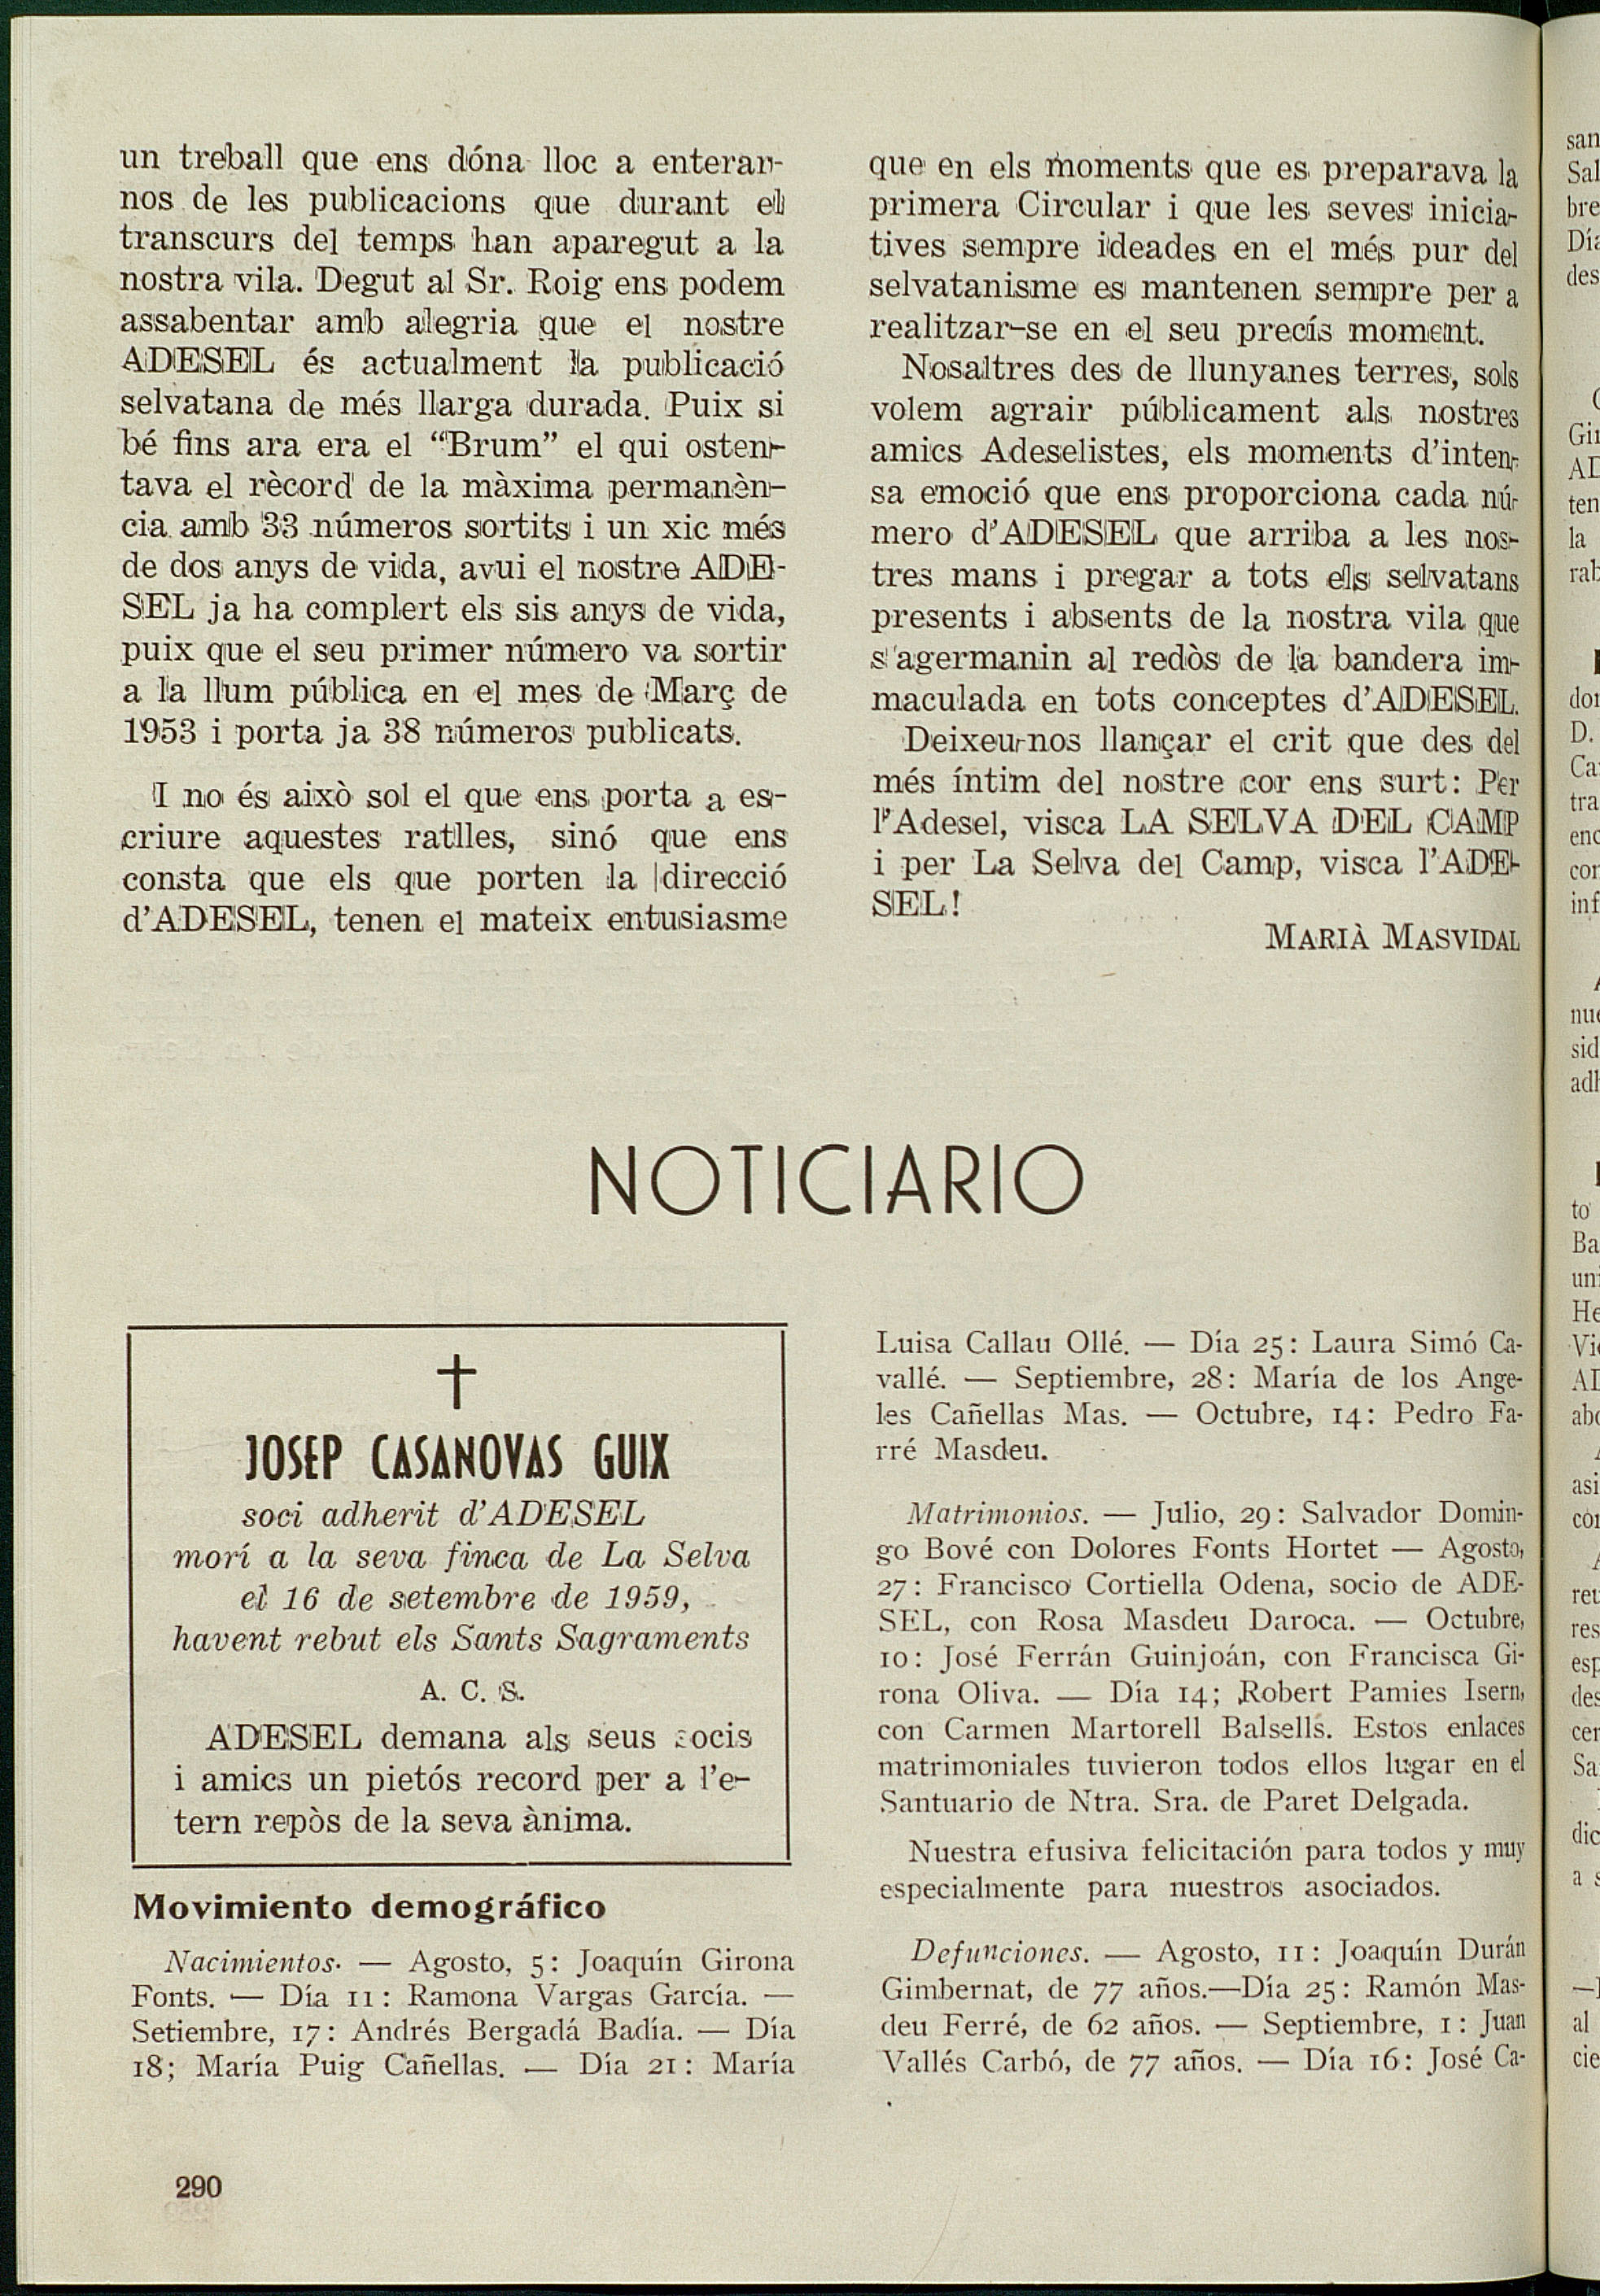 un treball que ens dóna lloc a enterar-
nos de les publicacions que durant el
transcurs del temps han aparegut a la
nostra vila. Degut al Sr. Roig ens podem
assabentar amb alegria que el nostre
ADESEL és actualment la publicació
selvatana de més llarga durada. Puix si
bé fins ara era el “Brum” el qui osten-
tava el rècord de la màxima permanèn-
cia amb 33 números sortits i un xic més
de dos anys de vida, avui el nostre ADE-
SEL ja ha complert els sis anys de vida,
puix que el seu primer número va sortir
a la llum pública en el mes de Març de
1953 i porta ja 38 números publicats.
I no és això sol el que ens porta a es-
criure aquestes ratlles, sinó que ens
consta que els que porten la direcció
d’ADESEL, tenen el mateix entusiasme
que en els moments que es preparava la
primera Circular i que les seves inicia-
tives sempre ideades en el més pur del
selvatanisme es mantenen sempre per a
realitzar-se en el seu precís moment.
Nosaltres des de llunyanes terres, sols
volem agrair públicament als nostres
amics Adeselistes, els moments d’inten-
sa emoció que ens proporciona cada nú-
mero d’ADESEL que arriba a les nos-
tres mans i pregar a tots els selvatans
presents i absents de la nostra vila que
s’agermanin al redòs de la bandera im-
maculada en tots conceptes d’ADESEL.
Deixeu-nos llançar el crit que des del
més íntim del nostre cor ens surt: Per
l’Adesel, visca LA SELVA DEL CAMP
i per La Selva del Camp, visca l’ADE-
SEL!
MARIÀ MASVIDAL
NOTICIARIO
JOSEP CASANOVAS GUIX
soci adherit d’ADESEL
morí a la seva finca de La Selva
el 16 de setembre de 1959,
havent rebut els Sants Sagraments
A. C. S.
ADESEL demana als seus socis
i amics un pietós record per a l’e-
tern repòs de la seva ànima.
Movimiento demográfico
Nacimientos. — Agosto, 5: Joaquín Girona
Fonts. — Día 11: Ramona Vargas García. —
Setiembre, 17: Andrés Bergadá Badía. — Día
18; María Puig Cañellas. — Día 21: María
Luisa Callau Ollé. — Día 25: Laura Simó Ca-
vallé. — Septiembre, 28: María de los Ange-
les Cañellas Mas. — Octubre, 14: Pedro Fa-
rré Masdeu.
Matrimonios. — Julio, 29: Salvador Domin-
go Bové con Dolores Fonts Hortet — Agosto,
27: Francisco Cortiella Odena, socio de ADE-
SEL, con Rosa Masdeu Daroca. — Octubre,
10: José Ferrán Guinjoán, con Francisca Gi-
rona Oliva. — Día 14; Robert Pamies Isern,
con Carmen Martorell Balsells. Estos enlaces
matrimoniales tuvieron todos ellos lugar en el
Santuario de Ntra. Sra. de Paret Delgada.
Nuestra efusiva felicitación para todos y muy
especialmente para nuestros asociados.
Defunciones. — Agosto, 11: Joaquín Durán
Gimbernat, de 77 años.—Día 25: Ramón Mas-
deu Ferré, de 62 años. — Septiembre, 1: Juan
Vallés Carbó, de 77 años. — Día 16: José Ca-
290